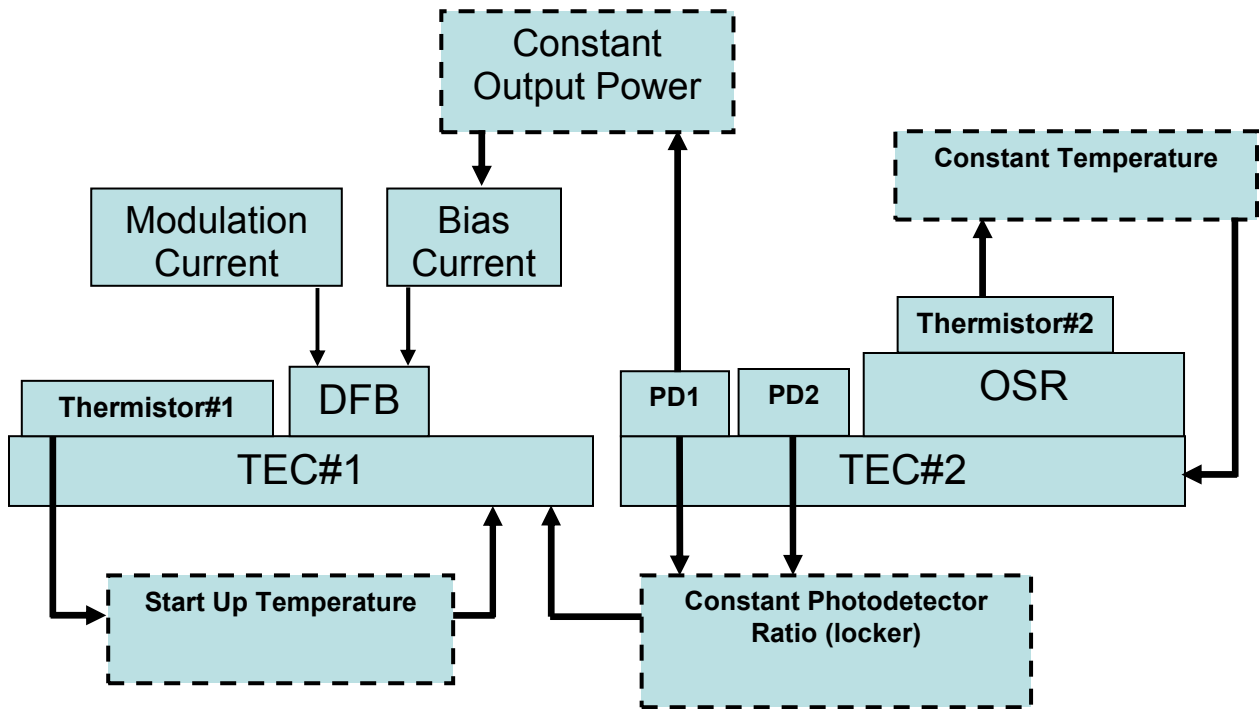 Constant
Output Power
Constant Temperature
Modulation
Current
Bias
Current
Thermistor#2
Thermistor#1
DFB
PD1
PD2
OSR
TEC#1
TEC#2
Start Up Temperature
Constant Photodetector
Ratio (locker)